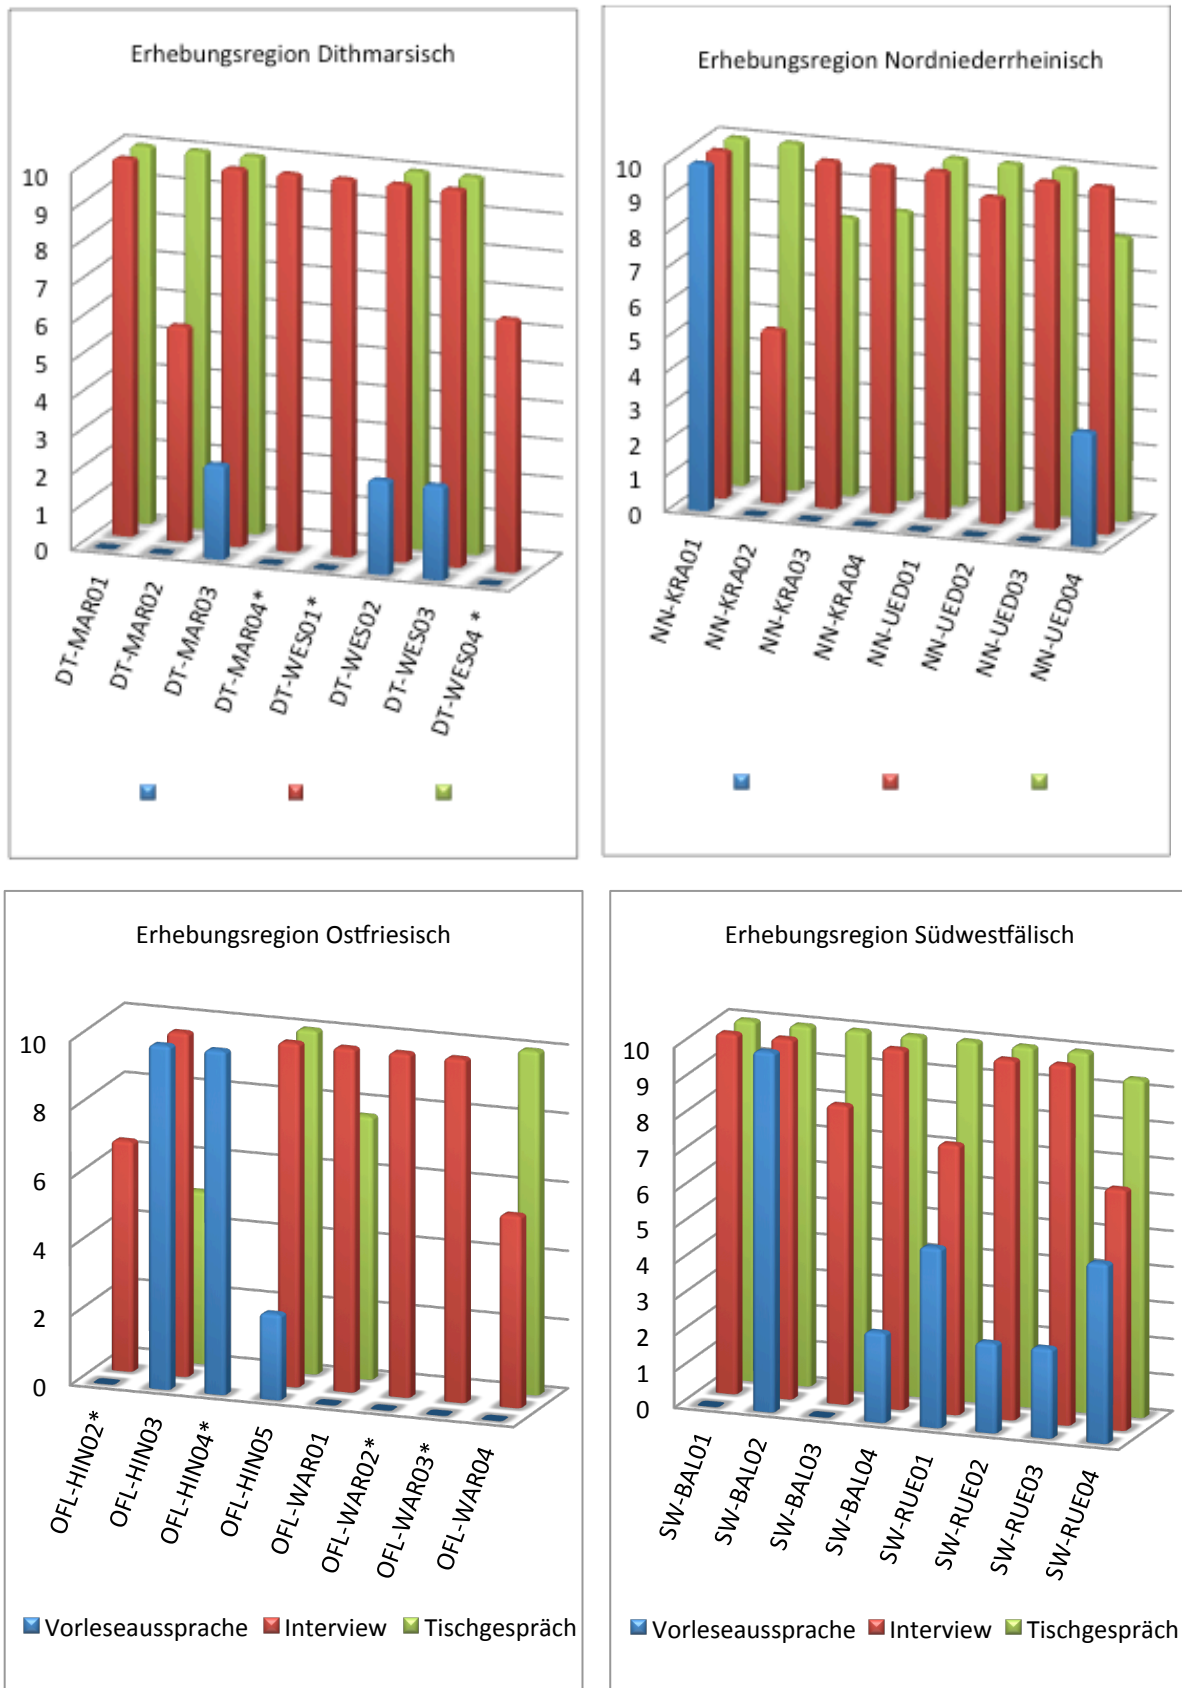 Erhebungsregion Dithmarsisch
10
9
8
7
6
5
4
3
2
1
0
DT-MAR01
DT-MAR02
DT-MAR03
DT-MAR04*
DT-WES01*
DT-WES02
DT-WES03
DT-WES04 *
Erhebungsregion Nordniederrheinisch
10
9
8
7
6
5
4
3
2
1
0
NN-KRA01
NN-KRA02
NN-KRA03
NN-KRA04
NN-UED01
NN-UED02
NN-UED03
NN-UED04
Erhebungsregion Ostfriesisch
10
8
6
4
2
0
OFL-HIN02*
OFL-HIN03
OFL-HIN04*
OFL-HIN05
OFL-WAR01
OFL-WAR02*
OFL-WAR03*
OFL-WAR04
Vorleseaussprache Interview Tischgespräch
Erhebungsregion Südwestfälisch
10
9
8
7
6
5
4
3
2
1
0
SW-BAL01
SW-BAL02
SW-BAL03
SW-BAL04
SW-RUE01
SW-RUE02
SW-RUE03
SW-RUE04
Vorleseaussprache Interview Tischgespräch